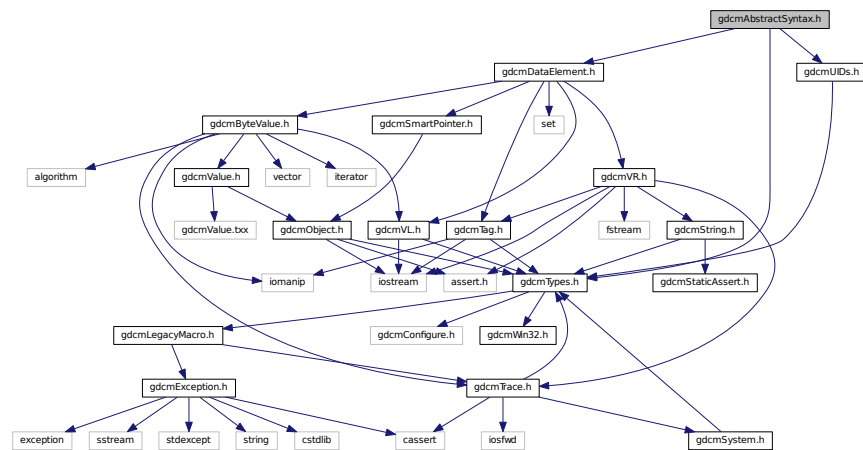 gdcmAbstractSyntax.h
gdcmDataElement.h
gdcmUIDs.h
gdcmByteValue.h
gdcmSmartPointer.h
set
algorithm
gdcmValue.h
vector
iterator
gdcmVR.h
gdcmValue.txx
gdcmObject.h
gdcmVL.h
gdcmTag.h
fstream
gdcmString.h
iomanip
iostream
assert.h
gdcmTypes.h
gdcmStaticAssert.h
gdcmLegacyMacro.h
gdcmConfigure.h
gdcmWin32.h
gdcmException.h
gdcmTrace.h
exception
sstream
stdexcept
string
cstdlib
cassert
iosfwd
gdcmSystem.h